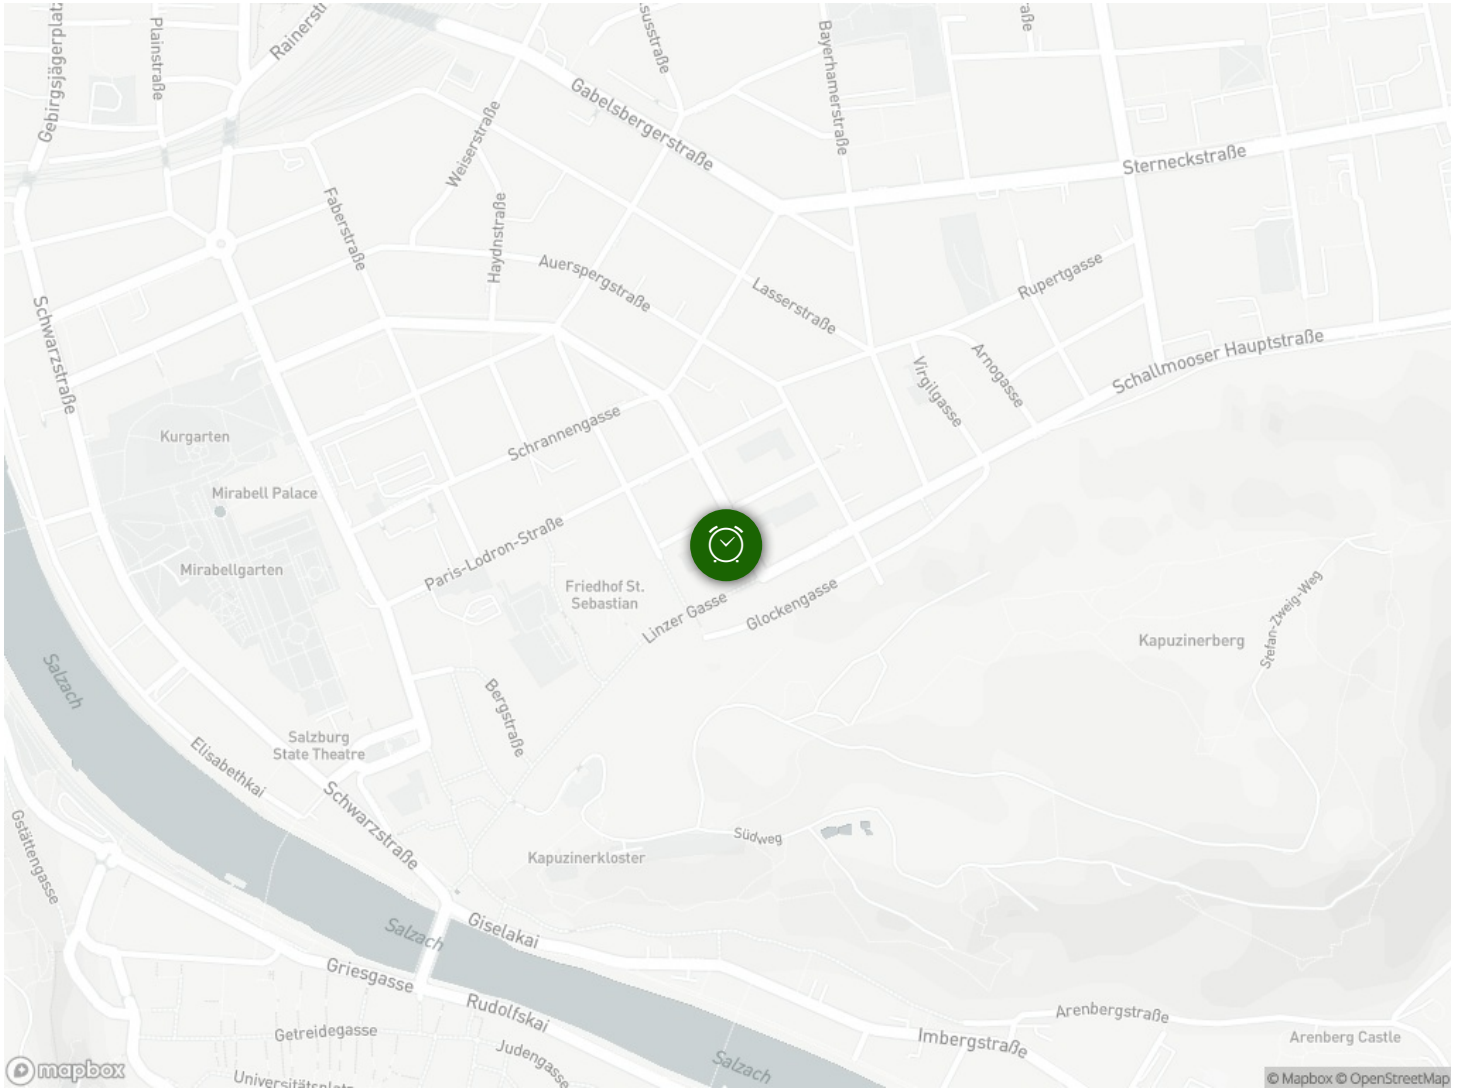 Gebirgsjägerplatz
Plainstraße
Rainerstr
susstraße
Bayerhamerstraße
aße
Gabelsbergerstraße
Weiserstraße
Sterneckstraße
Faberstraße
Haydnstraße
Auerspergstraße
Lasserstraße
Rupertgasse
Schwarzstraße
Arnogasse
Virgilgasse
Schallmooser Hauptstraße
Schrannengasse
Kurgarten
Mirabell Palace
Paris-Lodron-Straße
Mirabellgarten
Friedhof St.
Sebastian
Linzer Gasse
Glockengasse
Stefan-Zweig-Weg
Kapuzinerberg
Salzach
Bergstraße
Salzburg
State Theatre
Elisabethkai
Schwarzstraße
Gstättengasse
Südweg
Kapuzinerkloster
Salzach
Giselakai
Griesgasse
Rudolfskai
Getreidegasse
Judengasse
Imbergstraße
Arenbergstraße
Arenberg Castle
Salzach
Universitätsplatz
mapbox
© Mapbox © OpenStreetMap